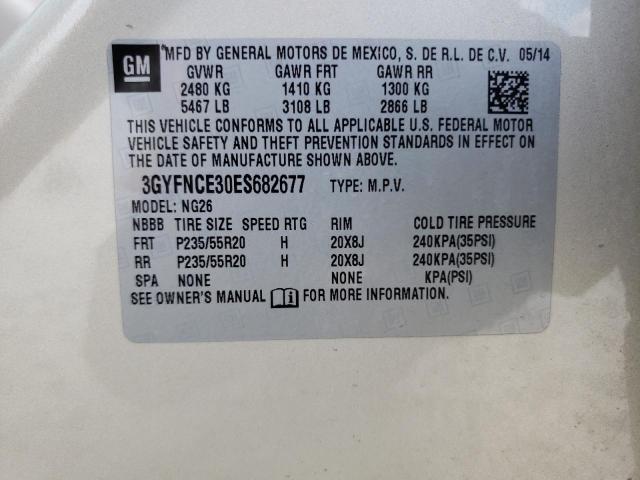 GM
*MFD BY GENERAL MOTORS DE MEXICO, S. DE R.L. DE C.V. 05/14
GVWR GAWR FRT GAWR RR
2480 KG 1410 KG 1300 KG
5467 LB 3108 LB 2866 LB
THIS VEHICLE CONFORMS TO ALL APPLICABLE U.S. FEDERAL MOTOR
VEHICLE SAFETY AND THEFT PREVENTION STANDARDS IN EFFECT ON
THE DATE OF MANUFACTURE SHOWN ABOVE.
3GYFNCE30ES682677 TYPE: M.P.V.
MODEL: NG26
NBBB TIRE SIZE SPEED RTG RIM COLD TIRE PRESSURE
FRT P235/55R20 H 20X8J 240KPA(35PSI)
RR P235/55R20 H 20X8J 240KPA(35PSI)
SPA NONE NONE KPA(PSI)
SEE OWNER'S MANUAL FOR MORE INFORMATION.